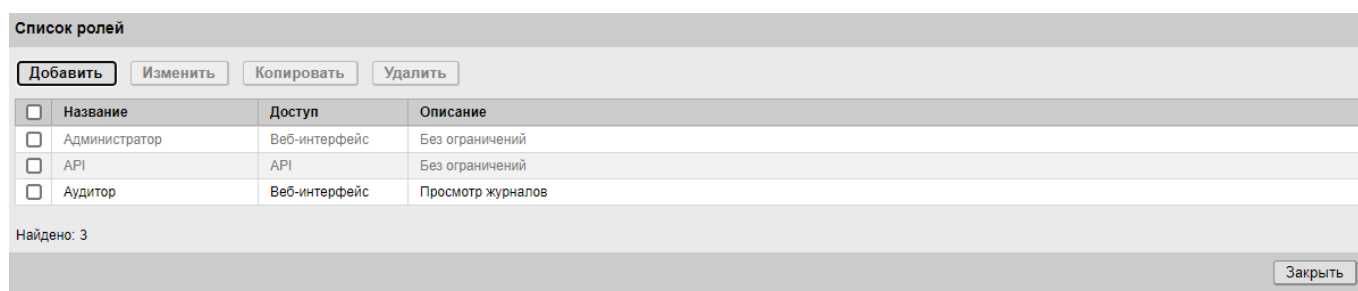 Список ролей
Добавить Изменить Копировать Удалить
Название Доступ Описание
Администратор Веб-интерфейс Без ограничений
API API Без ограничений
Аудитор Веб-интерфейс Просмотр журналов
Найдено: 3
Закрыть